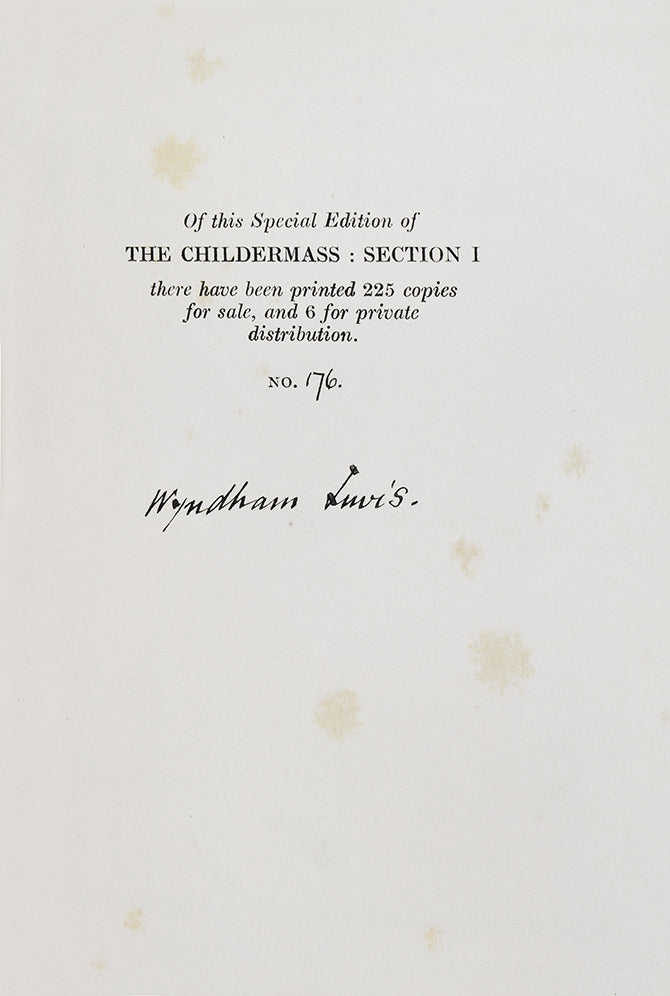 Of this Special Edition of
THE CHILDERMASS : SECTION I
there have been printed 225 copies
for sale, and 6 for private
distribution.
NO. 176.
Wyndham Lewis.